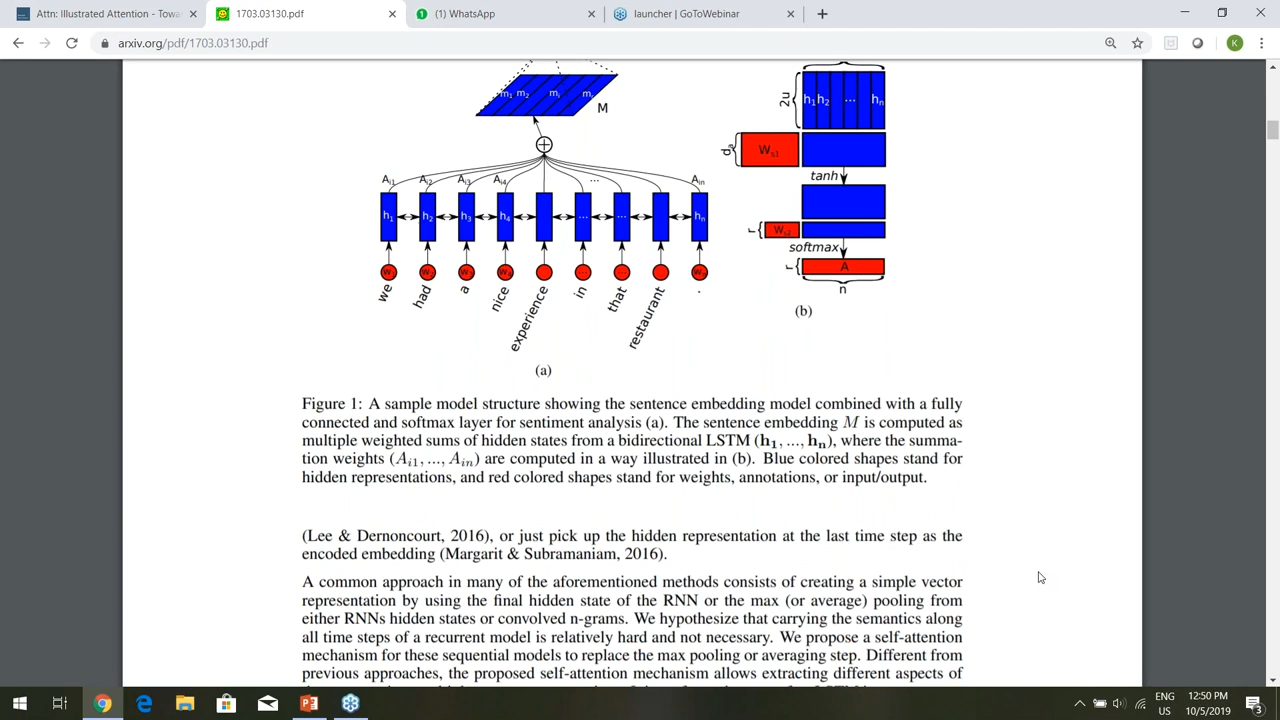 Attn: Illustrated Attention - Towa
1703.03130.pdf
(1) WhatsApp
launcher | GoToWebinar
arxiv.org/pdf/1703.03130.pdf
K
m1 m2 mi
M
Ai1 Ai2 Ai3 Ai4 ... Ain
h1 h2 h3 h4 ... ... hn
we had a nice experience in that restaurant .
(a)
2u
h1 h2 ... hn
da
Ws1
tanh
r
Ws2
softmax
r
A
n
(b)
Figure 1: A sample model structure showing the sentence embedding model combined with a fully
connected and softmax layer for sentiment analysis (a). The sentence embedding M is computed as
multiple weighted sums of hidden states from a bidirectional LSTM (h1, ..., hn), where the summa-
tion weights (Ai1, ..., Ain) are computed in a way illustrated in (b). Blue colored shapes stand for
hidden representations, and red colored shapes stand for weights, annotations, or input/output.
(Lee & Dernoncourt, 2016), or just pick up the hidden representation at the last time step as the
encoded embedding (Margarit & Subramaniam, 2016).
A common approach in many of the aforementioned methods consists of creating a simple vector
representation by using the final hidden state of the RNN or the max (or average) pooling from
either RNNs hidden states or convolved n-grams. We hypothesize that carrying the semantics along
all time steps of a recurrent model is relatively hard and not necessary. We propose a self-attention
mechanism for these sequential models to replace the max pooling or averaging step. Different from
previous approaches, the proposed self-attention mechanism allows extracting different aspects of
ENG
US
12:50 PM
10/5/2019
3